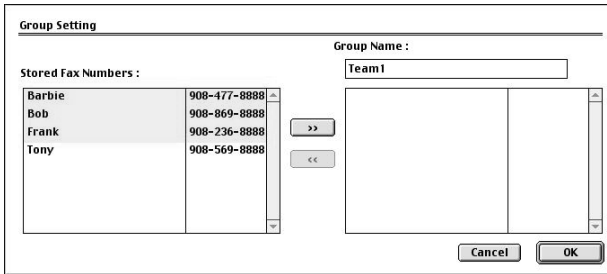 Group Setting
Group Name :
Stored Fax Numbers :
Team1
Barbie 908-477-8888
Bob 908-869-8888
Frank 908-236-8888
Tony 908-569-8888
>>
<<
Cancel OK